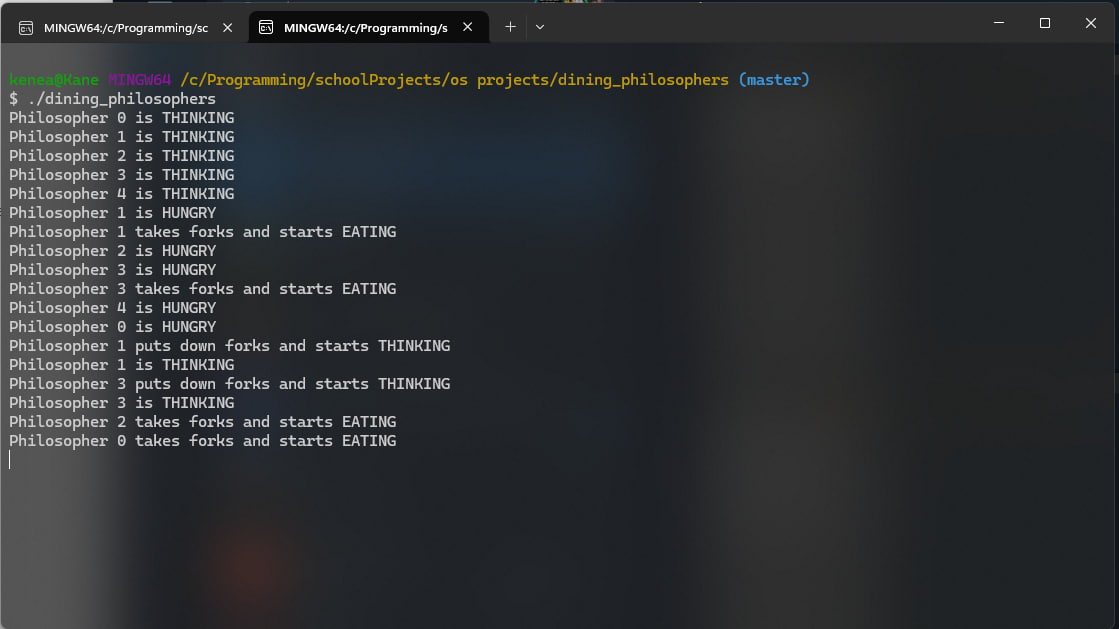 MINGW64:/c/Programming/sc
MINGW64:/c/Programming/s
kenea@Kane MINGW64 /c/Programming/schoolProjects/os projects/dining_philosophers (master)
$ ./dining_philosophers
Philosopher 0 is THINKING
Philosopher 1 is THINKING
Philosopher 2 is THINKING
Philosopher 3 is THINKING
Philosopher 4 is THINKING
Philosopher 1 is HUNGRY
Philosopher 1 takes forks and starts EATING
Philosopher 2 is HUNGRY
Philosopher 3 is HUNGRY
Philosopher 3 takes forks and starts EATING
Philosopher 4 is HUNGRY
Philosopher 0 is HUNGRY
Philosopher 1 puts down forks and starts THINKING
Philosopher 1 is THINKING
Philosopher 3 puts down forks and starts THINKING
Philosopher 3 is THINKING
Philosopher 2 takes forks and starts EATING
Philosopher 0 takes forks and starts EATING